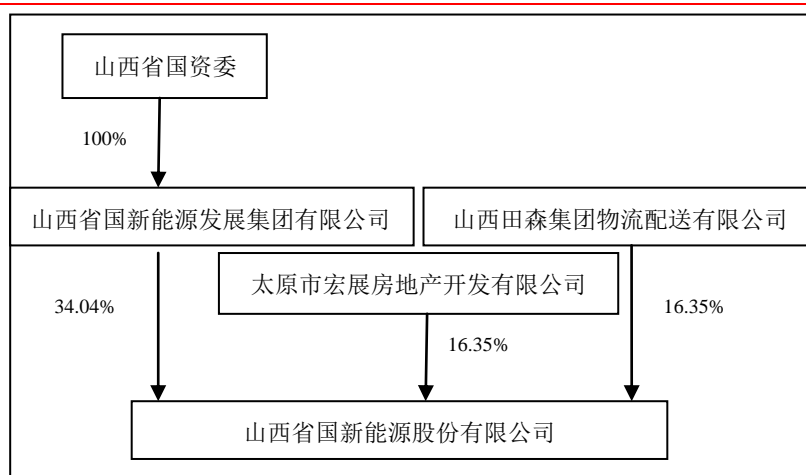 山西省国资委
100%
山西省国新能源发展集团有限公司
山西田森集团物流配送有限公司
太原市宏展房地产开发有限公司
34.04%
16.35%
16.35%
山西省国新能源股份有限公司